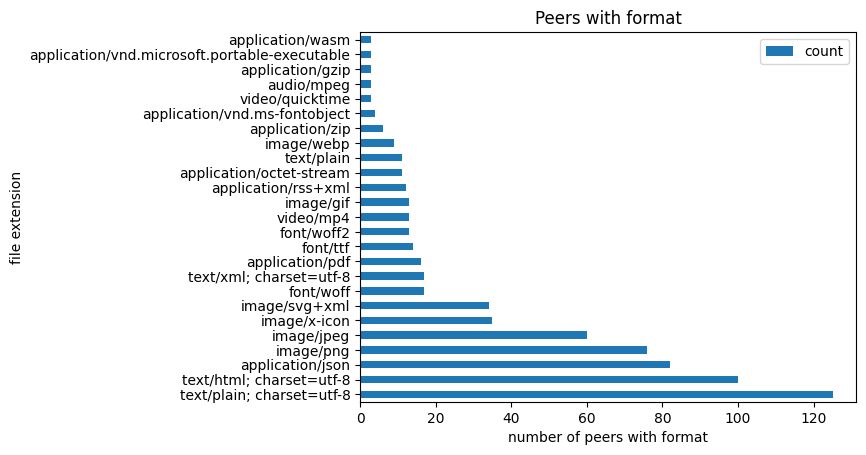 Peers with format
count
file extension
application/wasm
application/vnd.microsoft.portable-executable
application/gzip
audio/mpeg
video/quicktime
application/vnd.ms-fontobject
application/zip
image/webp
text/plain
application/octet-stream
application/rss+xml
image/gif
video/mp4
font/woff2
font/ttf
application/pdf
text/xml; charset=utf-8
font/woff
image/svg+xml
image/x-icon
image/jpeg
image/png
application/json
text/html; charset=utf-8
text/plain; charset=utf-8
0 20 40 60 80 100 120
number of peers with format